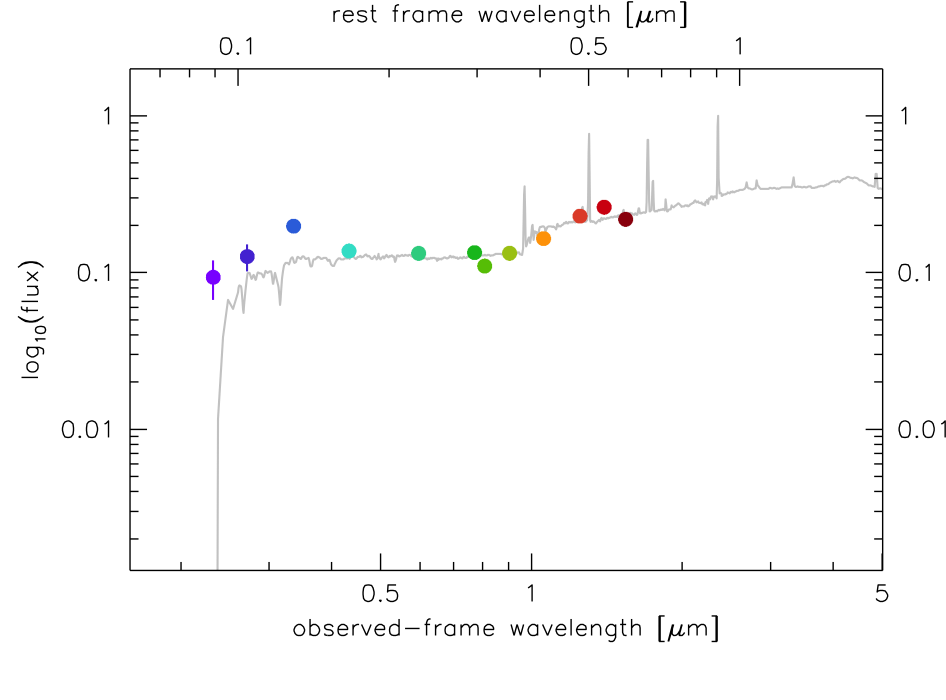 rest frame wavelength [μm]
0.1 0.5 1
1 1
0.1 0.1
0.01 0.01
log10(flux)
0.5 1 5
observed-frame wavelength [μm]